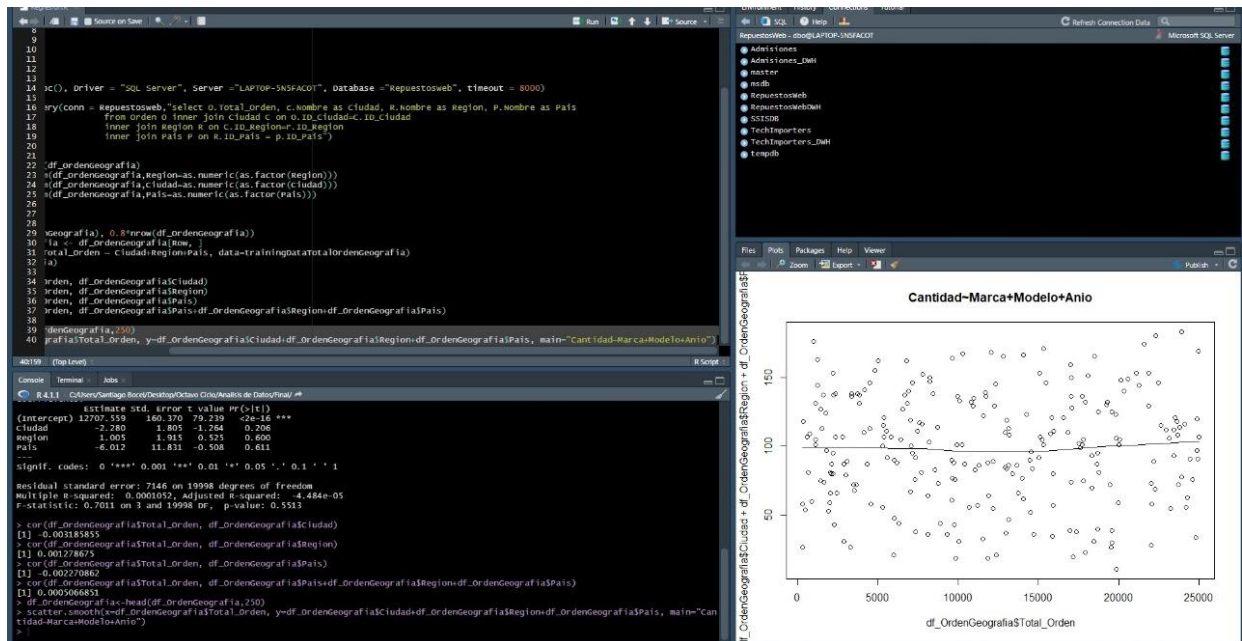 Source on Save
Run
Source
8
9
10
11
12
13
14 oc(), Driver = "SQL Server", Server ="LAPTOP-5N5FACOT", Database ="Repuestosweb", timeout = 8000)
15
16 ery(conn = Repuestosweb,"select O.Total_Orden, C.Nombre as Ciudad, R.Nombre as Region, P.Nombre as Pais
17 from Orden O inner join Ciudad C on O.ID_Ciudad=C.ID_Ciudad
18 inner join Region R on C.ID_Region=r.ID_Region
19 inner join Pais P on R.ID_Pais = p.ID_Pais")
20
21
22 (df_OrdenGeografia)
23 m(df_OrdenGeografia,Region=as.numeric(as.factor(Region)))
24 m(df_OrdenGeografia,Ciudad=as.numeric(as.factor(Ciudad)))
25 m(df_OrdenGeografia,Pais=as.numeric(as.factor(Pais)))
26
27
28
29 nGeografia), 0.8*nrow(df_OrdenGeografia))
30 fia <- df_OrdenGeografia[Row, ]
31 Total_Orden ~ Ciudad+Region+Pais, data=trainingDataTotalOrdenGeografia)
32 ia)
33
34 Orden, df_OrdenGeografia$Ciudad)
35 Orden, df_OrdenGeografia$Region)
36 Orden, df_OrdenGeografia$Pais)
37 Orden, df_OrdenGeografia$Pais+df_OrdenGeografia$Region+df_OrdenGeografia$Pais)
38
39 rdenGeografia,250)
40 grafia$Total_Orden, y=df_OrdenGeografia$Ciudad+df_OrdenGeografia$Region+df_OrdenGeografia$Pais, main="Cantidad~Marca+Modelo+Anio")
40:159 (Top Level) R Script
Console Terminal Jobs
R 4.1.1 C:/Users/Santiago Bocel/Desktop/Octavo Ciclo/Analisis de Datos/Final/
Estimate Std. Error t value Pr(>|t|)
(Intercept) 12707.559 160.370 79.239 <2e-16 ***
Ciudad -2.280 1.805 -1.264 0.206
Region 1.005 1.915 0.525 0.600
Pais -6.012 11.831 -0.508 0.611
---
Signif. codes: 0 '***' 0.001 '**' 0.01 '*' 0.05 '.' 0.1 ' ' 1
Residual standard error: 7146 on 19998 degrees of freedom
Multiple R-squared: 0.0001052, Adjusted R-squared: -4.484e-05
F-statistic: 0.7011 on 3 and 19998 DF, p-value: 0.5513
> cor(df_OrdenGeografia$Total_Orden, df_OrdenGeografia$Ciudad)
[1] -0.003185855
> cor(df_OrdenGeografia$Total_Orden, df_OrdenGeografia$Region)
[1] 0.001278675
> cor(df_OrdenGeografia$Total_Orden, df_OrdenGeografia$Pais)
[1] -0.002270862
> cor(df_OrdenGeografia$Total_Orden, df_OrdenGeografia$Pais+df_OrdenGeografia$Region+df_OrdenGeografia$Pais)
[1] 0.0005066851
> df_OrdenGeografia<-head(df_OrdenGeografia,250)
> scatter.smooth(x=df_OrdenGeografia$Total_Orden, y=df_OrdenGeografia$Ciudad+df_OrdenGeografia$Region+df_OrdenGeografia$Pais, main="Can
tidad~Marca+Modelo+Anio")
>
Environment History Connections Tutorial
SQL Help Refresh Connection Data
RepuestosWeb - dbo@LAPTOP-5N5FACOT Microsoft SQL Server
Admisiones
Admisiones_DWH
master
msdb
RepuestosWeb
RepuestosWebDWH
SSISDB
TechImporters
TechImporters_DWH
tempdb
Files Plots Packages Help Viewer
Zoom Export Publish
Cantidad~Marca+Modelo+Anio
df_OrdenGeografia$Ciudad + df_OrdenGeografia$Region + df_OrdenGeografia$P
150
100
50
0 5000 10000 15000 20000 25000
df_OrdenGeografia$Total_Orden